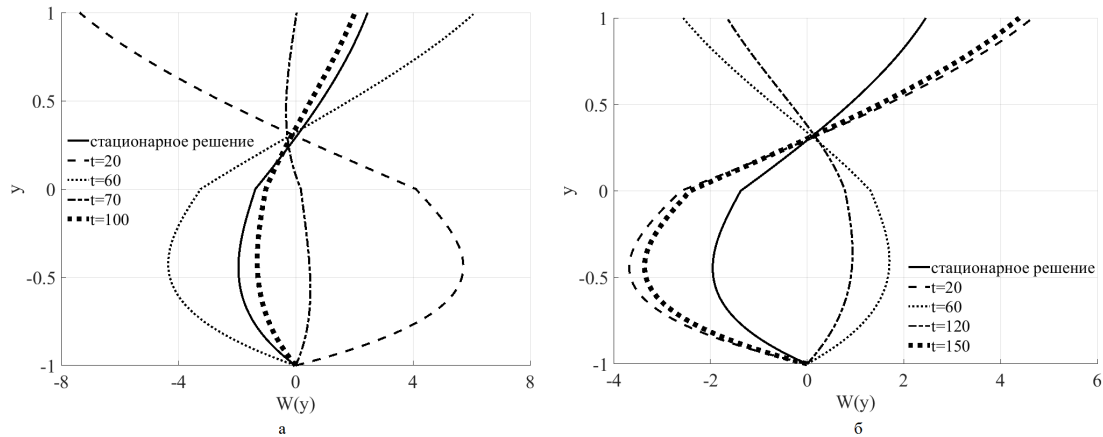 1
0.5
0
-0.5
-1
y
стационарное решение
t=20
t=60
t=70
t=100
-8
-4
0
4
8
W(y)
а
1
0.5
0
-0.5
-1
y
стационарное решение
t=20
t=60
t=120
t=150
-4
-2
0
2
4
6
W(y)
б